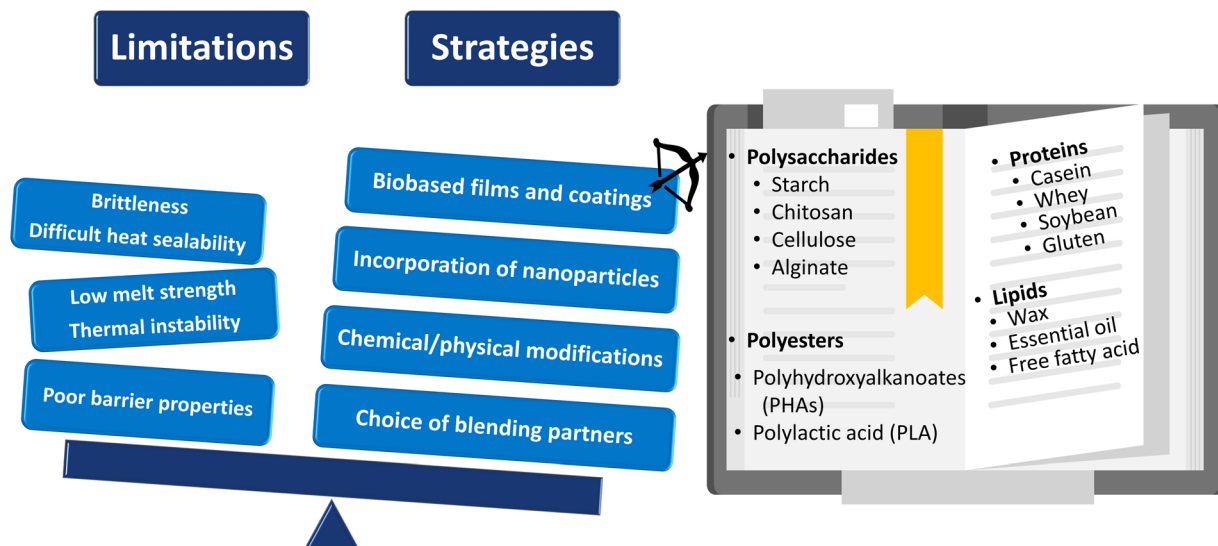 Limitations
Strategies
Brittleness
Difficult heat sealability
Low melt strength
Thermal instability
Poor barrier properties
Biobased films and coatings
Incorporation of nanoparticles
Chemical/physical modifications
Choice of blending partners
• Polysaccharides
• Starch
• Chitosan
• Cellulose
• Alginate
• Polyesters
• Polyhydroxyalkanoates
(PHAs)
• Polylactic acid (PLA)
• Proteins
• Casein
• Whey
• Soybean
• Gluten
• Lipids
• Wax
• Essential oil
• Free fatty acid